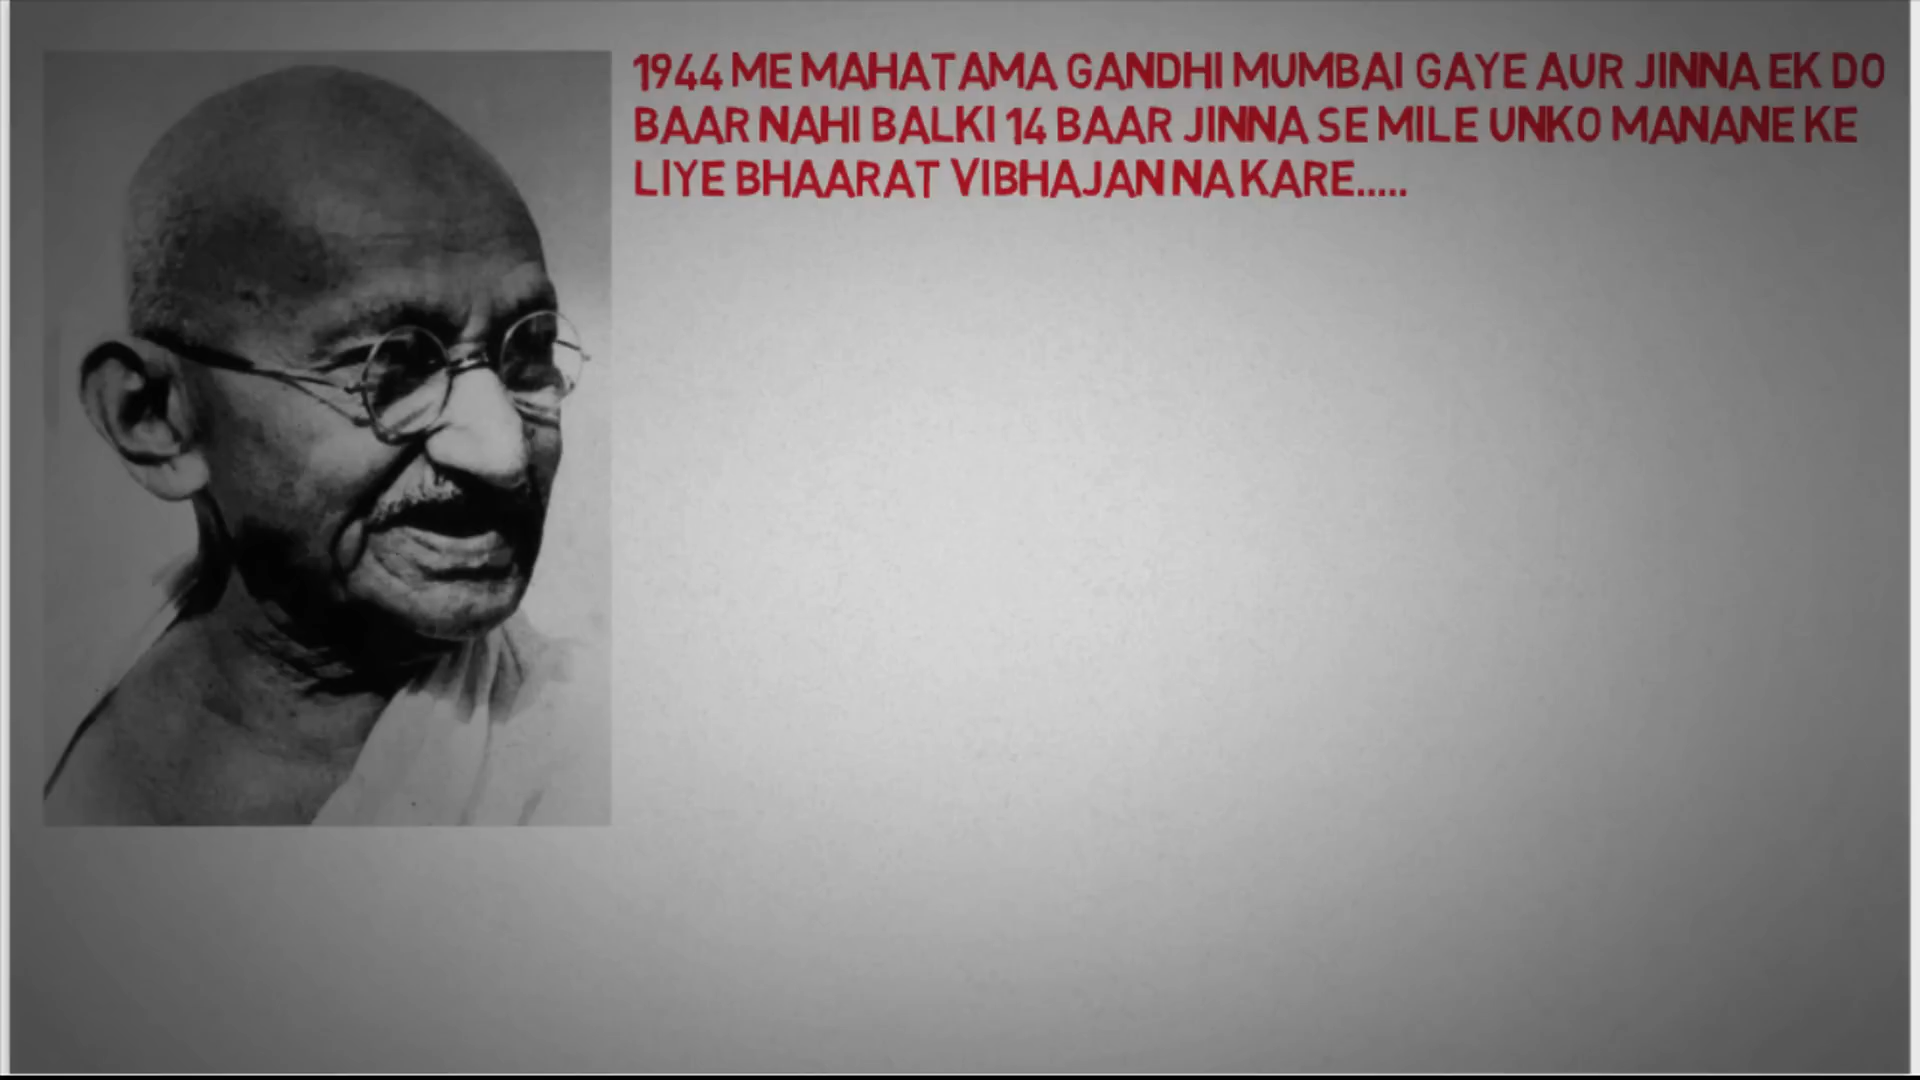 1944 ME MAHATAMA GANDHI MUMBAI GAYE AUR JINNA EK DO
BAAR NAHI BALKI 14 BAAR JINNA SE MILE UNKO MANANE KE
LIYE BHAARAT VIBHAJAN NA KARE.....